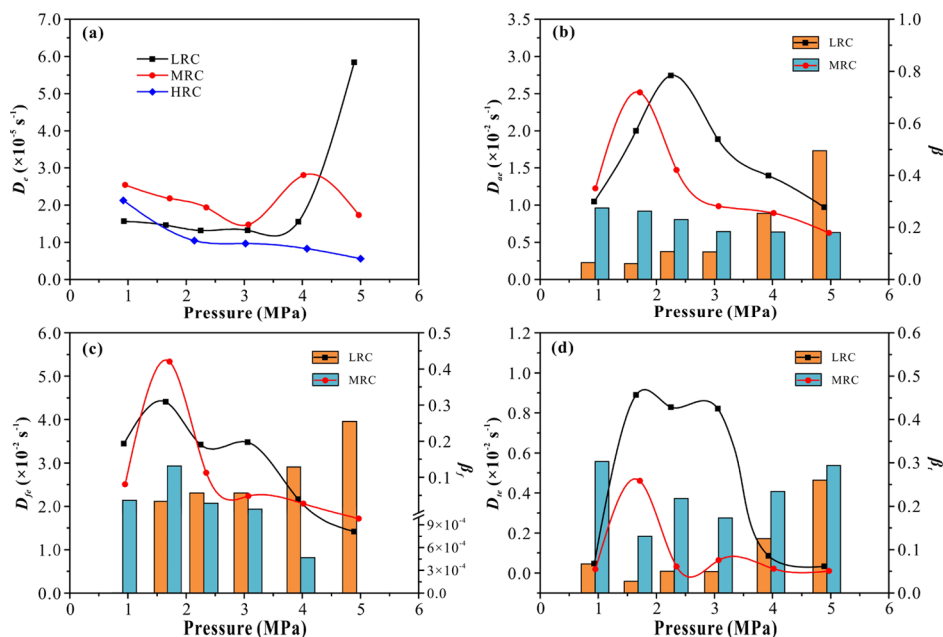 (a)
7.0
6.0
5.0
4.0
3.0
2.0
1.0
0.0
D_e (×10⁻⁵ s⁻¹)
LRC
MRC
HRC
0 1 2 3 4 5 6
Pressure (MPa)
(b)
3.5
3.0
2.5
2.0
1.5
1.0
0.5
0.0
D_ae (×10⁻² s⁻¹)
LRC
MRC
1.0
0.8
0.6
0.4
0.2
0.0
β
0 1 2 3 4 5 6
Pressure (MPa)
(c)
6.0
5.0
4.0
3.0
2.0
1.0
0.0
D_fe (×10⁻² s⁻¹)
LRC
MRC
0.5
0.4
0.3
0.2
0.1
0.0
9×10⁻⁴
6×10⁻⁴
3×10⁻⁴
0.0
β_f
0 1 2 3 4 5 6
Pressure (MPa)
(d)
1.2
1.0
0.8
0.6
0.4
0.2
0.0
D_te (×10⁻² s⁻¹)
LRC
MRC
0.6
0.5
0.4
0.3
0.2
0.1
0.0
β_t
0 1 2 3 4 5 6
Pressure (MPa)